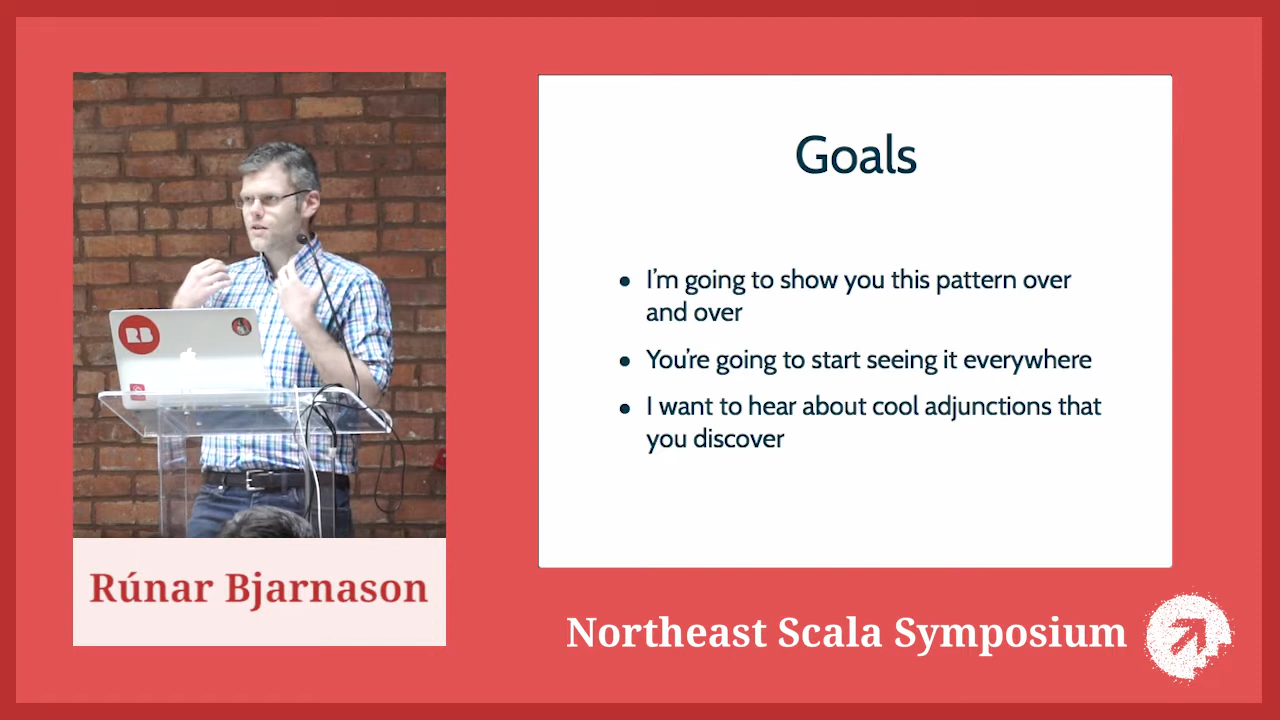 Goals
• I'm going to show you this pattern over
and over
• You're going to start seeing it everywhere
• I want to hear about cool adjunctions that
you discover
RB
Rúnar Bjarnason
Northeast Scala Symposium